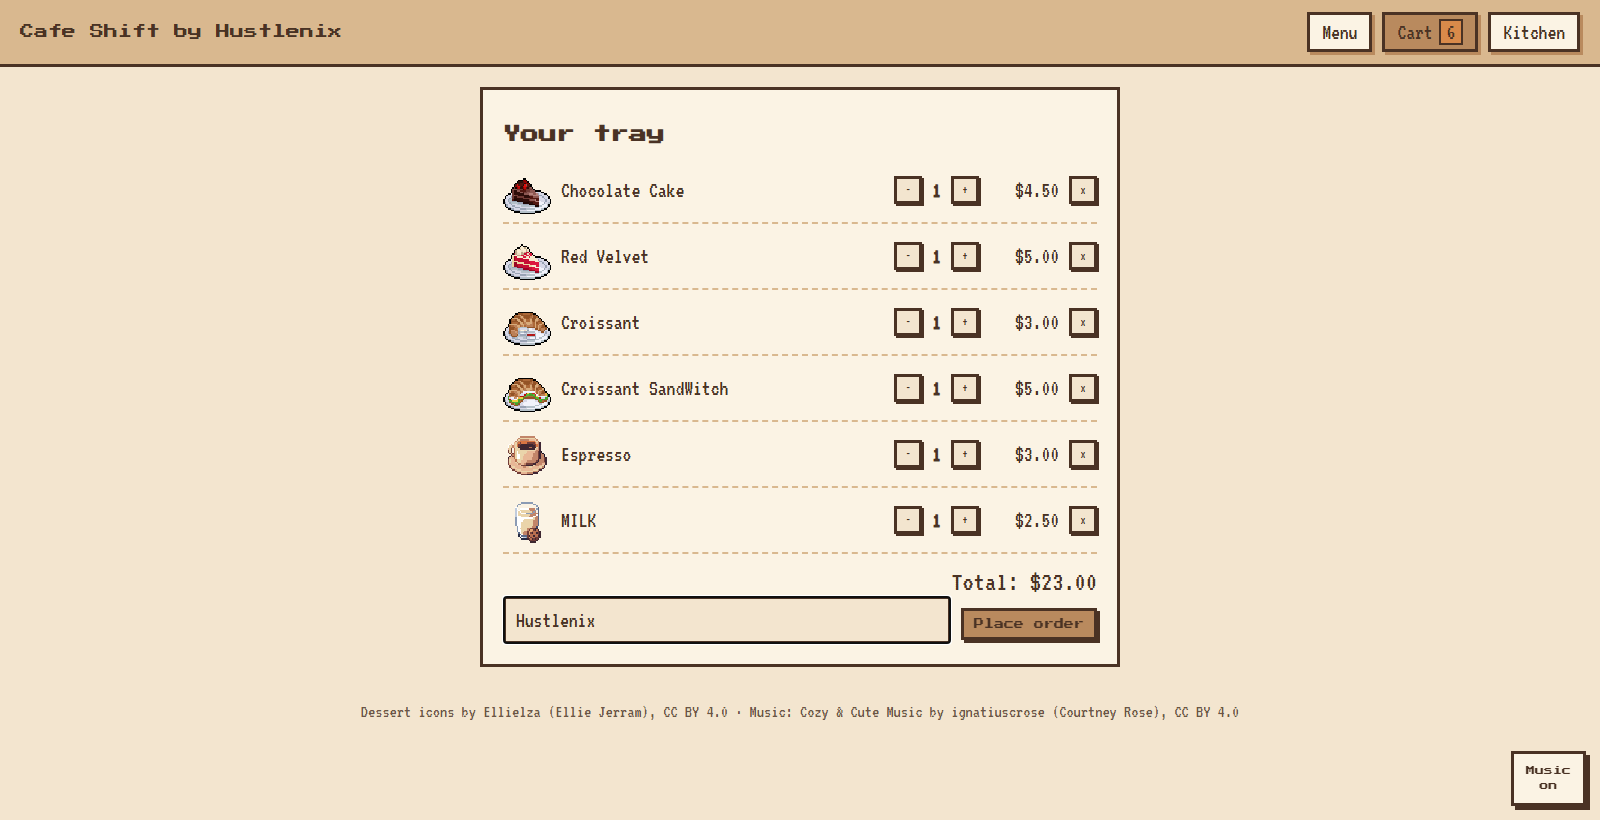 Cafe Shift by Hustlenix
Menu
Cart 6
Kitchen
Your tray
Chocolate Cake - 1 + $4.50 x
Red Velvet - 1 + $5.00 x
Croissant - 1 + $3.00 x
Croissant SandWitch - 1 + $5.00 x
Espresso - 1 + $3.00 x
MILK - 1 + $2.50 x
Total: $23.00
Hustlenix
Place order
Dessert icons by Ellielza (Ellie Jerram), CC BY 4.0 · Music: Cozy & Cute Music by ignatiuscrose (Courtney Rose), CC BY 4.0
Music
on